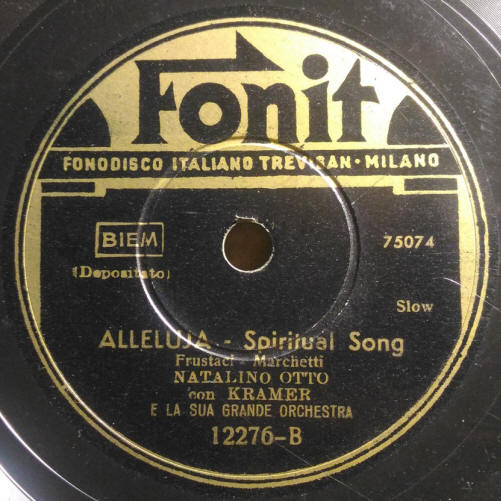 Fonit
FONODISCO ITALIANO TREVISAN · MILANO
BIEM
(Depositato)
75074
Slow
ALLELUJA - Spiritual Song
Frustaci - Marchetti
NATALINO OTTO
con KRAMER
E LA SUA GRANDE ORCHESTRA
12276-B